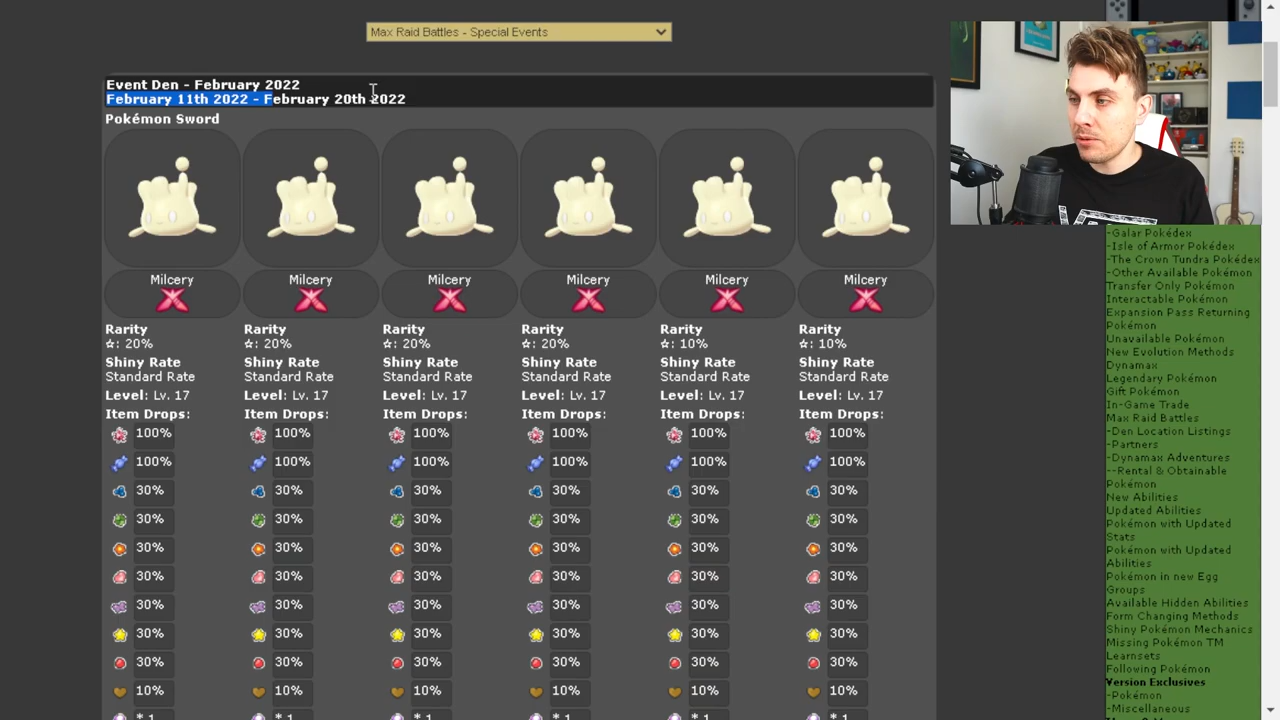 Max Raid Battles - Special Events
Event Den - February 2022
February 11th 2022 - February 20th 2022
Pokémon Sword
Milcery Milcery Milcery Milcery Milcery Milcery
Rarity Rarity Rarity Rarity Rarity Rarity
☆: 20% ☆: 20% ☆: 20% ☆: 20% ☆: 10% ☆: 10%
Shiny Rate Shiny Rate Shiny Rate Shiny Rate Shiny Rate Shiny Rate
Standard Rate Standard Rate Standard Rate Standard Rate Standard Rate Standard Rate
Level: Lv. 17 Level: Lv. 17 Level: Lv. 17 Level: Lv. 17 Level: Lv. 17 Level: Lv. 17
Item Drops: Item Drops: Item Drops: Item Drops: Item Drops: Item Drops:
100% 100% 100% 100% 100% 100%
100% 100% 100% 100% 100% 100%
30% 30% 30% 30% 30% 30%
30% 30% 30% 30% 30% 30%
30% 30% 30% 30% 30% 30%
30% 30% 30% 30% 30% 30%
30% 30% 30% 30% 30% 30%
30% 30% 30% 30% 30% 30%
30% 30% 30% 30% 30% 30%
10% 10% 10% 10% 10% 10%
* 1 * 1 * 1 * 1 * 1 * 1
-Galar Pokédex
-Isle of Armor Pokédex
-The Crown Tundra Pokédex
-Other Available Pokémon
Transfer Only Pokémon
Interactable Pokémon
Expansion Pass Returning
Pokémon
Unavailable Pokémon
New Evolution Methods
Dynamax
Legendary Pokémon
Gift Pokémon
In-Game Trade
Max Raid Battles
-Den Location Listings
-Partners
-Dynamax Adventures
--Rental & Obtainable
Pokémon
New Abilities
Updated Abilities
Pokémon with Updated
Stats
Pokémon with Updated
Abilities
Pokémon in new Egg
Groups
Available Hidden Abilities
Form Changing Methods
Shiny Pokémon Mechanics
Missing Pokémon TM
Learnsets
Following Pokémon
Version Exclusives
-Pokémon
-Miscellaneous